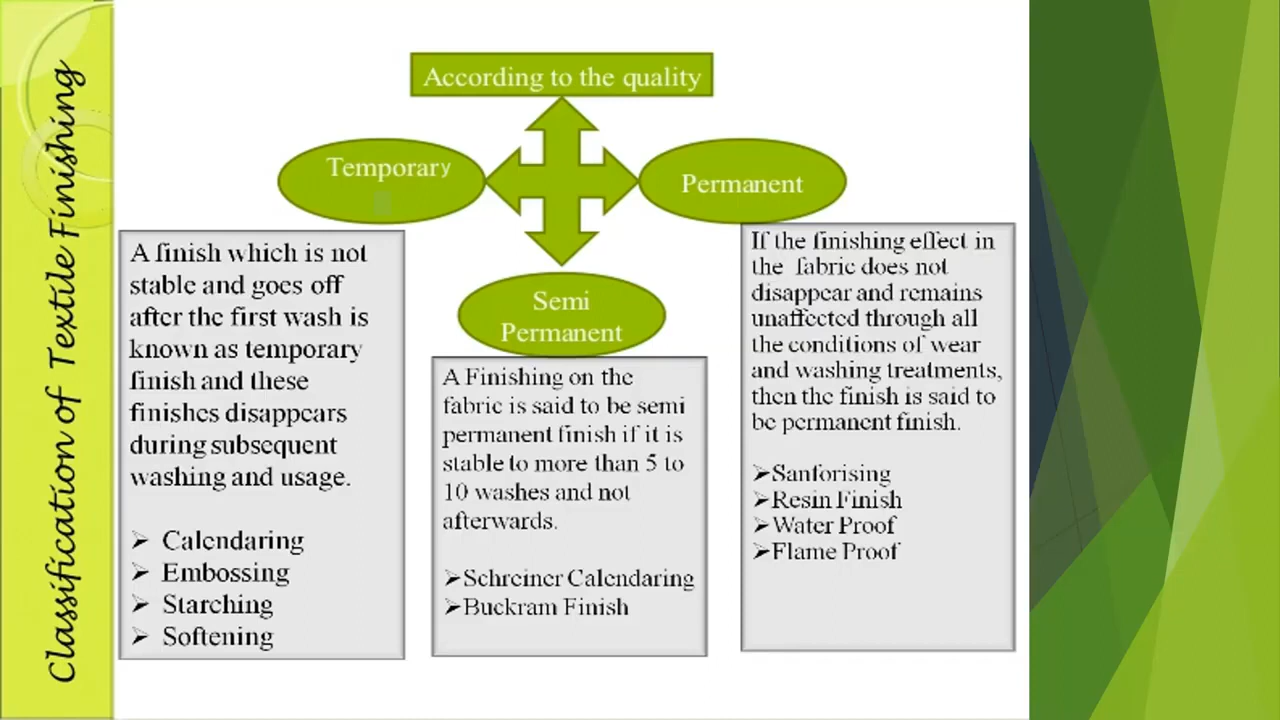 Classification of Textile Finishing
According to the quality
Temporary
A finish which is not
stable and goes off
after the first wash is
known as temporary
finish and these
finishes disappears
during subsequent
washing and usage.
➢ Calendaring
➢ Embossing
➢ Starching
➢ Softening
Semi
Permanent
A Finishing on the
fabric is said to be semi
permanent finish if it is
stable to more than 5 to
10 washes and not
afterwards.
➢Schreiner Calendaring
➢Buckram Finish
Permanent
If the finishing effect in
the fabric does not
disappear and remains
unaffected through all
the conditions of wear
and washing treatments,
then the finish is said to
be permanent finish.
➢Sanforising
➢Resin Finish
➢Water Proof
➢Flame Proof